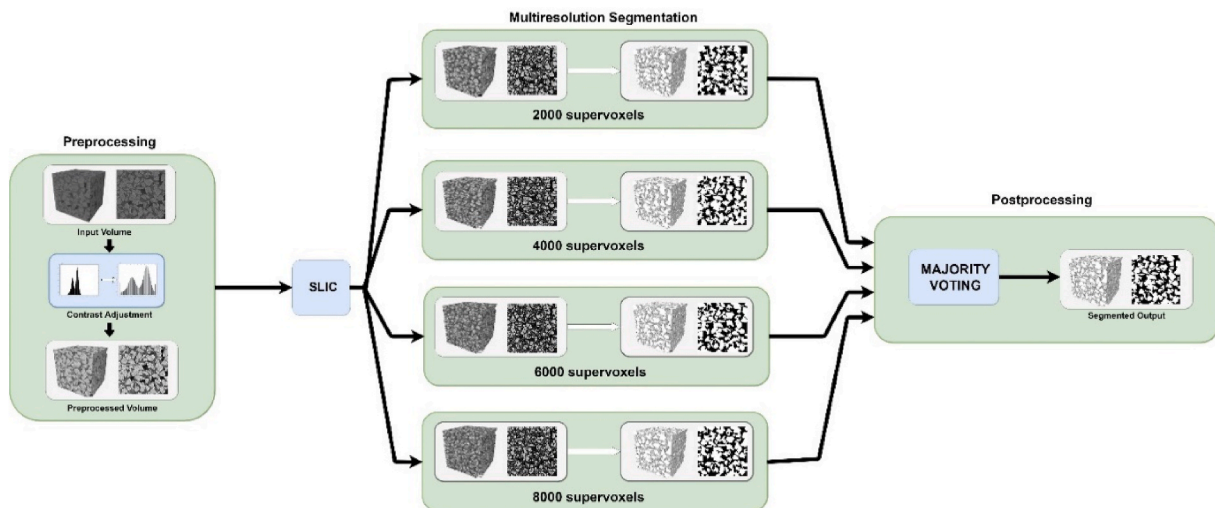 Multiresolution Segmentation
2000 supervoxels
Preprocessing
Input Volume
Contrast Adjustment
Preprocessed Volume
SLIC
4000 supervoxels
6000 supervoxels
8000 supervoxels
Postprocessing
MAJORITY
VOTING
Segmented Output